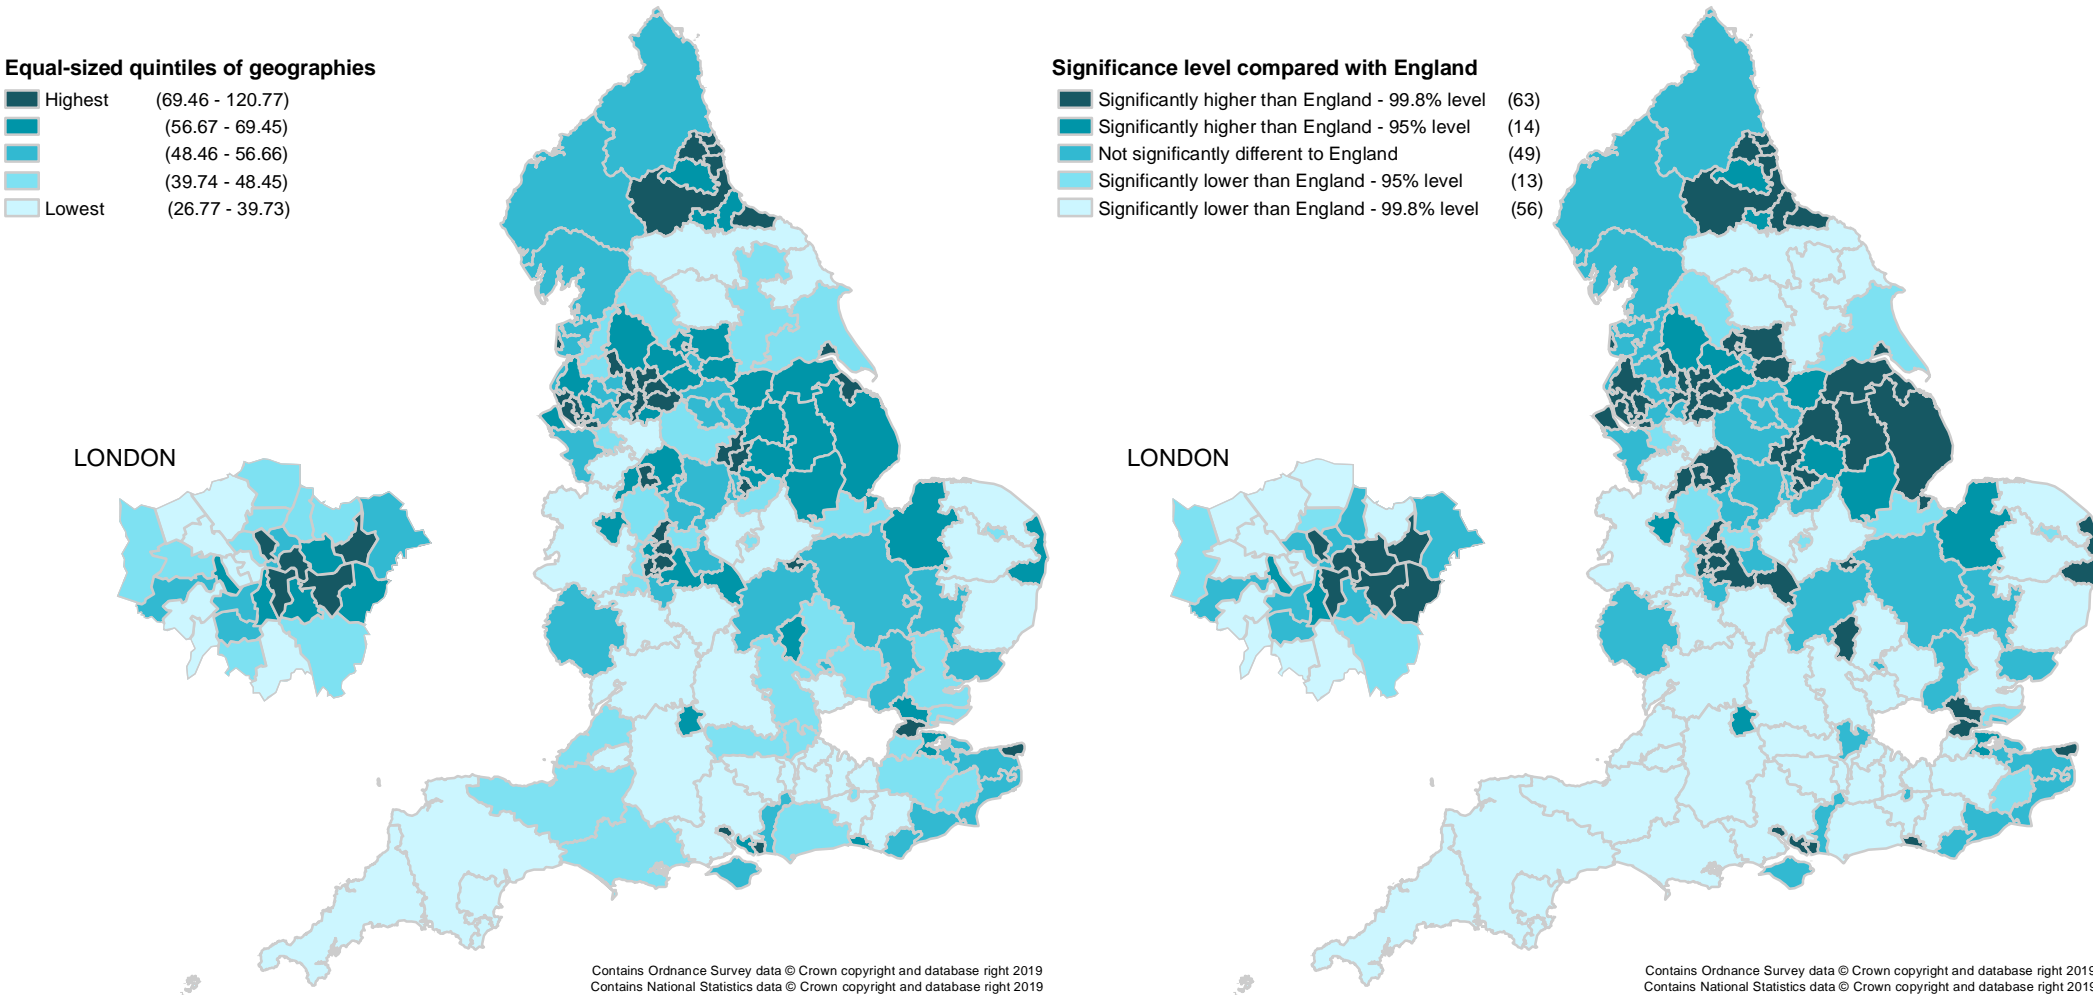 Equal-sized quintiles of geographies
Highest (69.46 - 120.77)
(56.67 - 69.45)
(48.46 - 56.66)
(39.74 - 48.45)
Lowest (26.77 - 39.73)
LONDON
Contains Ordnance Survey data © Crown copyright and database right 2019
Contains National Statistics data © Crown copyright and database right 2019
Significance level compared with England
Significantly higher than England - 99.8% level (63)
Significantly higher than England - 95% level (14)
Not significantly different to England (49)
Significantly lower than England - 95% level (13)
Significantly lower than England - 99.8% level (56)
LONDON
Contains Ordnance Survey data © Crown copyright and database right 2019
Contains National Statistics data © Crown copyright and database right 2019